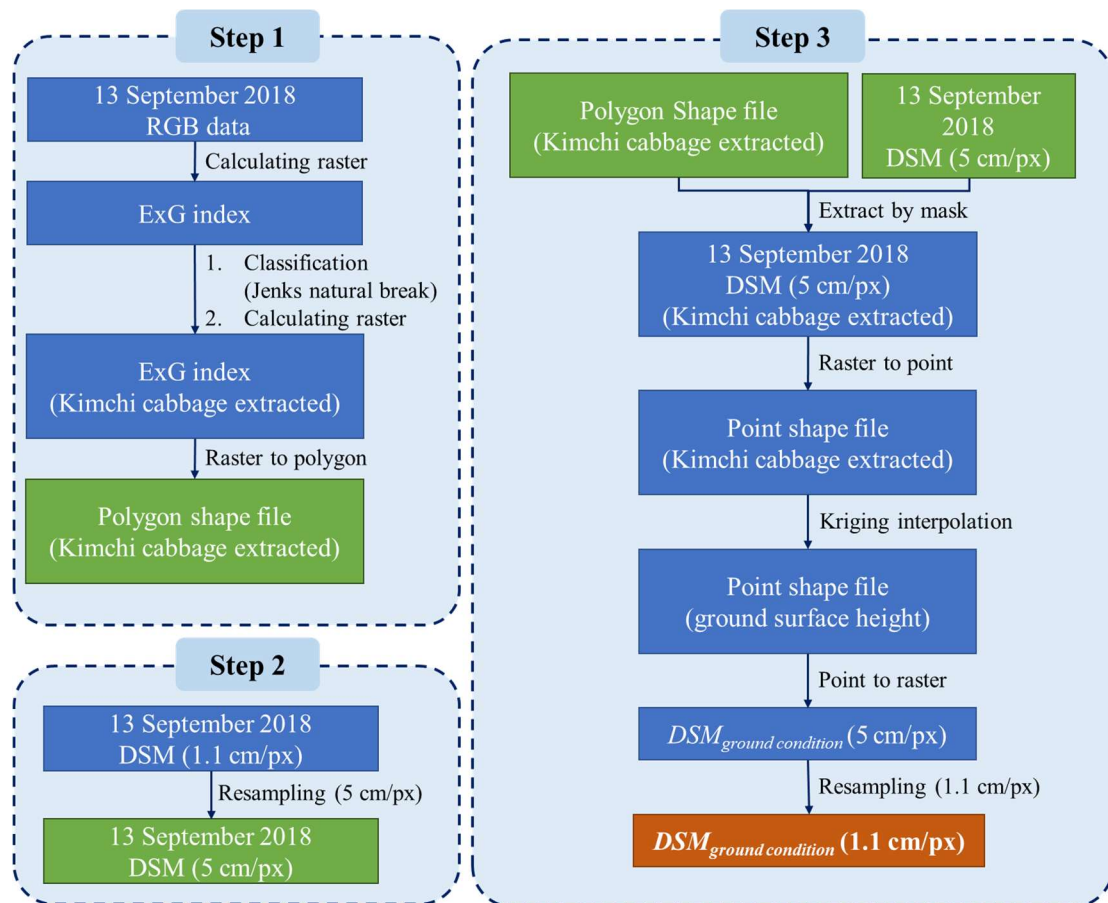 Step 1
13 September 2018
RGB data
Calculating raster
ExG index
1. Classification
(Jenks natural break)
2. Calculating raster
ExG index
(Kimchi cabbage extracted)
Raster to polygon
Polygon shape file
(Kimchi cabbage extracted)
Step 2
13 September 2018
DSM (1.1 cm/px)
Resampling (5 cm/px)
13 September 2018
DSM (5 cm/px)
Step 3
Polygon Shape file
(Kimchi cabbage extracted)
13 September
2018
DSM (5 cm/px)
Extract by mask
13 September 2018
DSM (5 cm/px)
(Kimchi cabbage extracted)
Raster to point
Point shape file
(Kimchi cabbage extracted)
Kriging interpolation
Point shape file
(ground surface height)
Point to raster
DSM ground condition (5 cm/px)
Resampling (1.1 cm/px)
DSM ground condition (1.1 cm/px)